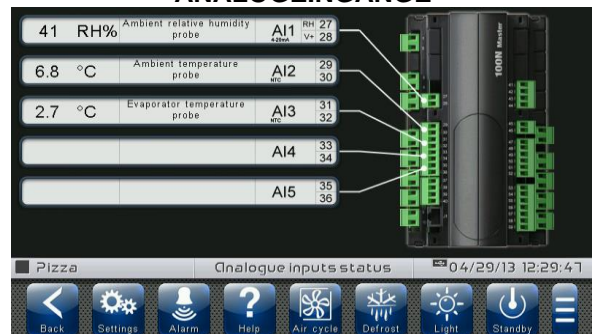 ANALOGEINGÄNGE
41 RH% Ambient relative humidity probe AI1 4-20mA RH 27 V+ 28
6.8 °C Ambient temperature probe AI2 NTC 29 30
2.7 °C Evaporator temperature probe AI3 NTC 31 32
AI4 33 34
AI5 35 36
100N Master
Pizza Analogue inputs status 04/29/13 12:29:47
Back Settings Alarm Help Air cycle Defrost Light Standby